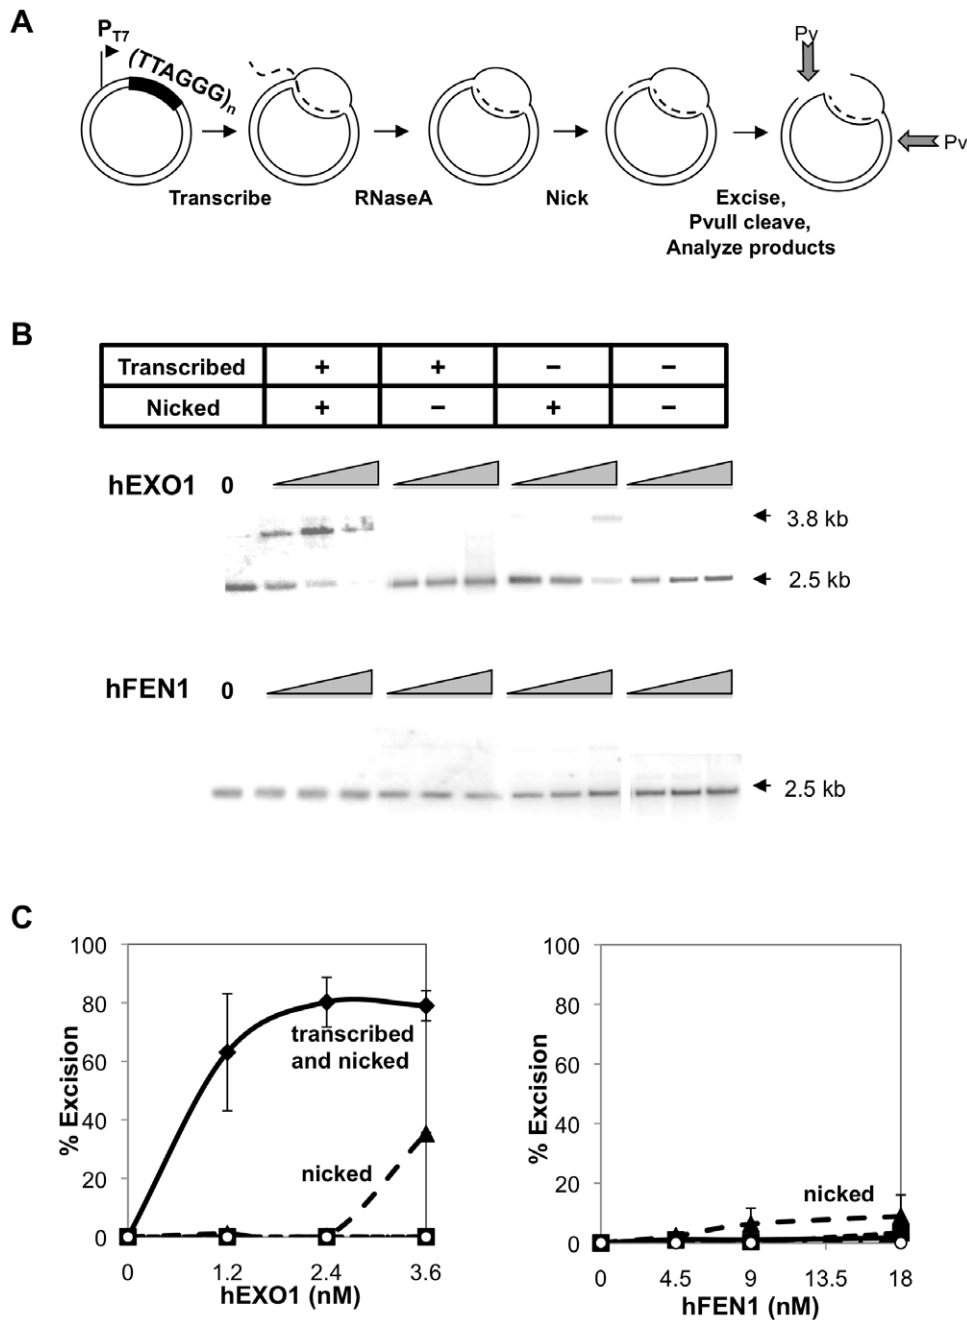 A
P T7
(TTAGGG)n
Pv
Pv
Transcribe
RNaseA
Nick
Excise,
PvuII cleave,
Analyze products
B
Transcribed + + − −
Nicked + − + −
hEXO1 0
3.8 kb
2.5 kb
hFEN1 0
2.5 kb
C
100
80
60
40
20
0
% Excision
transcribed
and nicked
nicked
0 1.2 2.4 3.6
hEXO1 (nM)
100
80
60
40
20
0
% Excision
nicked
0 4.5 9 13.5 18
hFEN1 (nM)